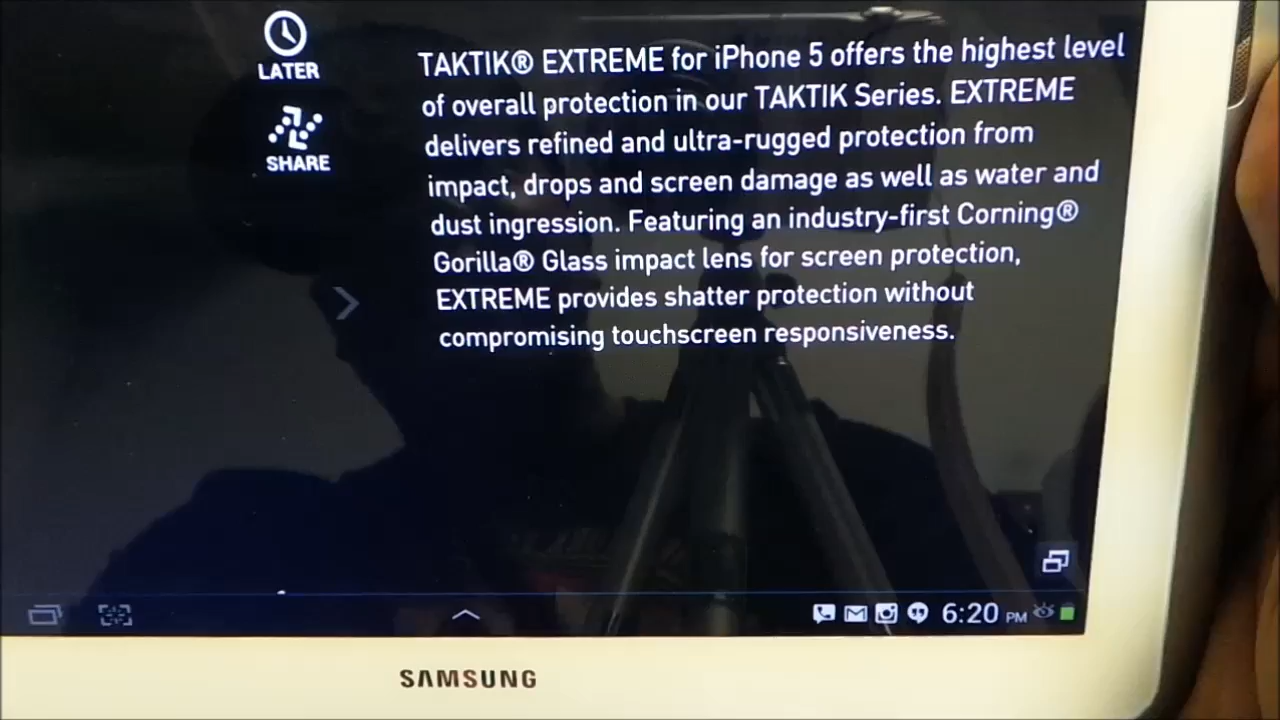 LATER
SHARE
TAKTIK® EXTREME for iPhone 5 offers the highest level
of overall protection in our TAKTIK Series. EXTREME
delivers refined and ultra-rugged protection from
impact, drops and screen damage as well as water and
dust ingression. Featuring an industry-first Corning®
Gorilla® Glass impact lens for screen protection,
EXTREME provides shatter protection without
compromising touchscreen responsiveness.
6:20 PM
SAMSUNG